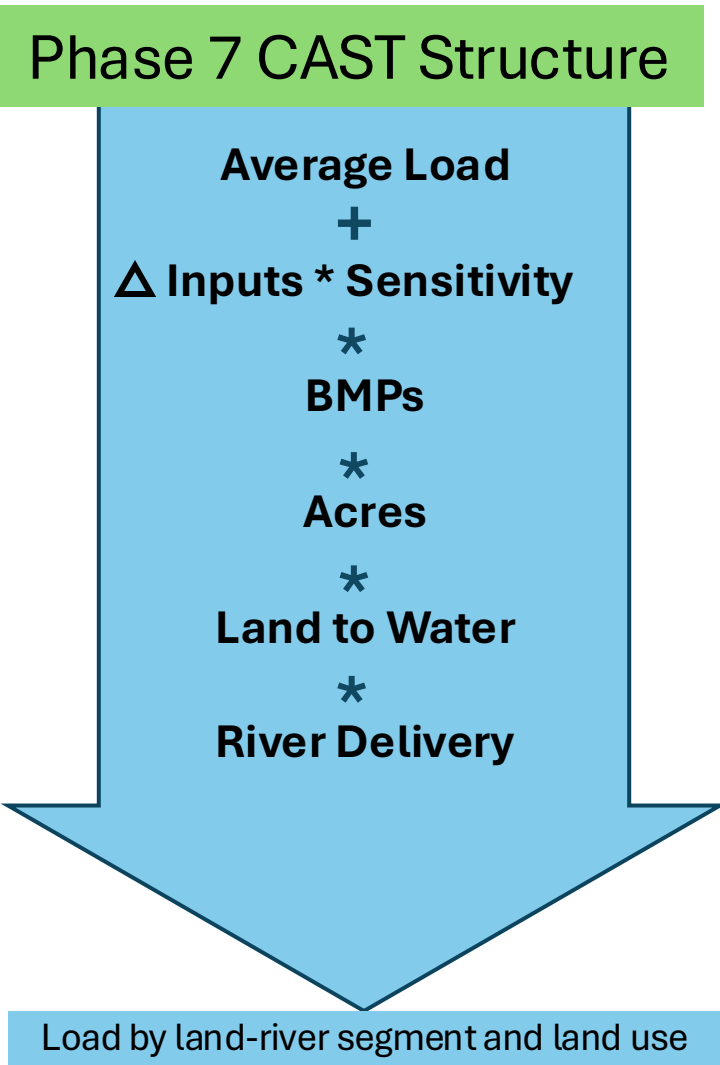 Phase 7 CAST Structure
Average Load
+
Δ Inputs * Sensitivity
*
BMPs
*
Acres
*
Land to Water
*
River Delivery
Load by land-river segment and land use